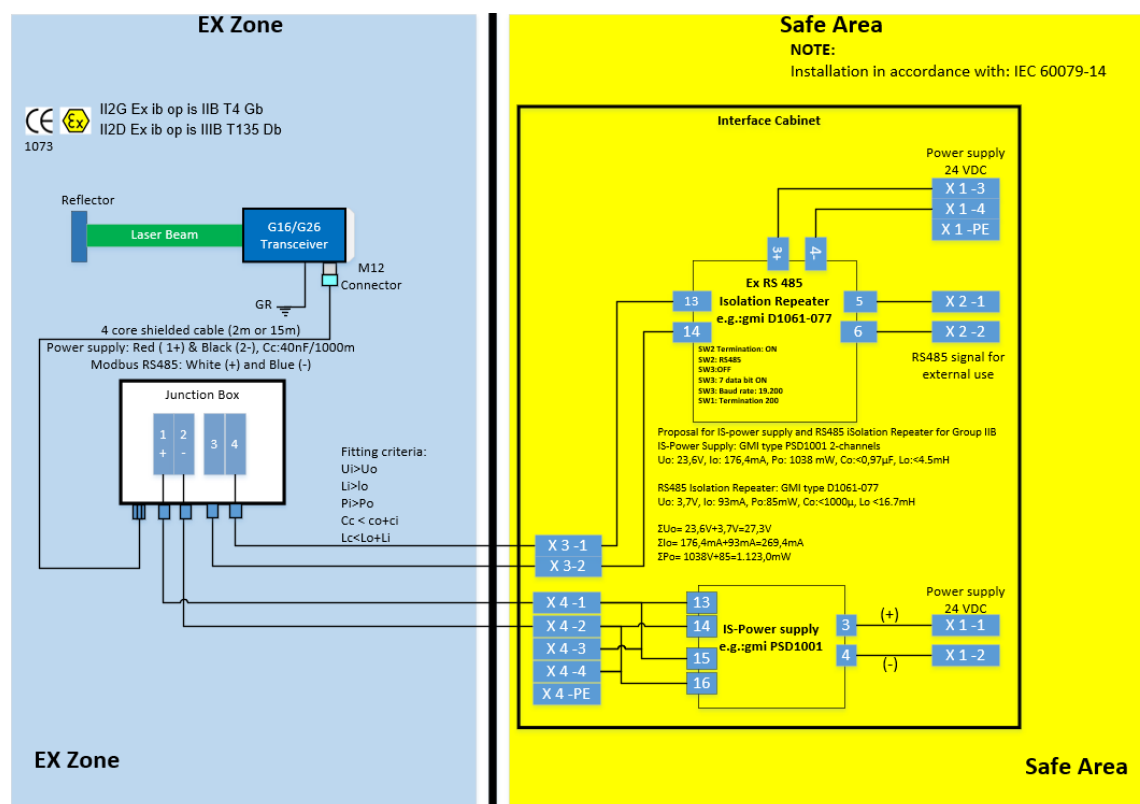 EX Zone
II2G Ex ib op is IIB T4 Gb
II2D Ex ib op is IIIB T135 Db
CE Ex
1073
Reflector
Laser Beam
G16/G26
Transceiver
M12
Connector
GR
4 core shielded cable (2m or 15m)
Power supply: Red ( 1+) & Black (2-), Cc:40nF/1000m
Modbus RS485: White (+) and Blue (-)
Junction Box
1
+
2
-
3
4
Fitting criteria:
Ui>Uo
Li>lo
Pi>Po
Cc < co+ci
Lc<Lo+Li
EX Zone
Safe Area
NOTE:
Installation in accordance with: IEC 60079-14
Interface Cabinet
Power supply
24 VDC
X 1 -3
X 1 -4
X 1 -PE
3+
4-
Ex RS 485
Isolation Repeater
e.g.:gmi D1061-077
13
14
5
6
X 2 -1
X 2 -2
SW2 Termination: ON
SW2: RS485
SW3:OFF
SW3: 7 data bit ON
SW3: Baud rate: 19.200
SW1: Termination 200
RS485 signal for
external use
Proposal for IS-power supply and RS485 iSolation Repeater for Group IIB
IS-Power Supply: GMI type PSD1001 2-channels
Uo: 23,6V, Io: 176,4mA, Po: 1038 mW, Co:<0,97µF, Lo:<4.5mH
RS485 Isolation Repeater: GMI type D1061-077
Uo: 3,7V, Io: 93mA, Po:85mW, Co:<1000µ, Lo <16.7mH
ΣUo= 23,6V+3,7V=27,3V
ΣIo= 176,4mA+93mA=269,4mA
ΣPo= 1038V+85=1.123,0mW
X 3 -1
X 3-2
X 4 -1
X 4 -2
X 4 -3
X 4 -4
X 4 -PE
13
14
15
16
IS-Power supply
e.g.:gmi PSD1001
3
4
(+)
(-)
Power supply
24 VDC
X 1 -1
X 1 -2
Safe Area